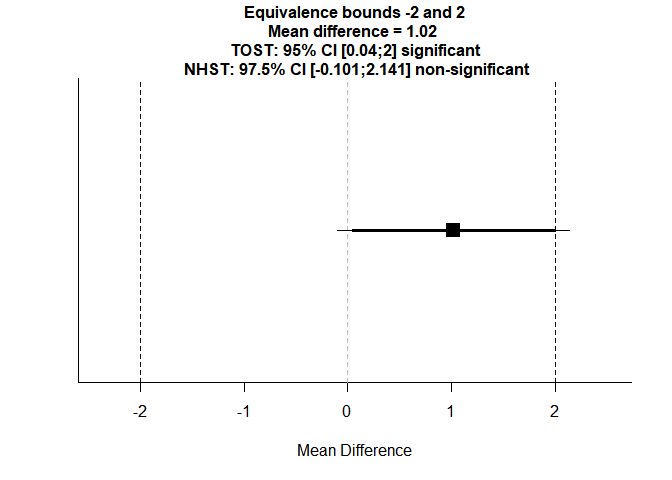 Equivalence bounds -2 and 2
Mean difference = 1.02
TOST: 95% CI [0.04;2] significant
NHST: 97.5% CI [-0.101;2.141] non-significant
-2 -1 0 1 2
Mean Difference